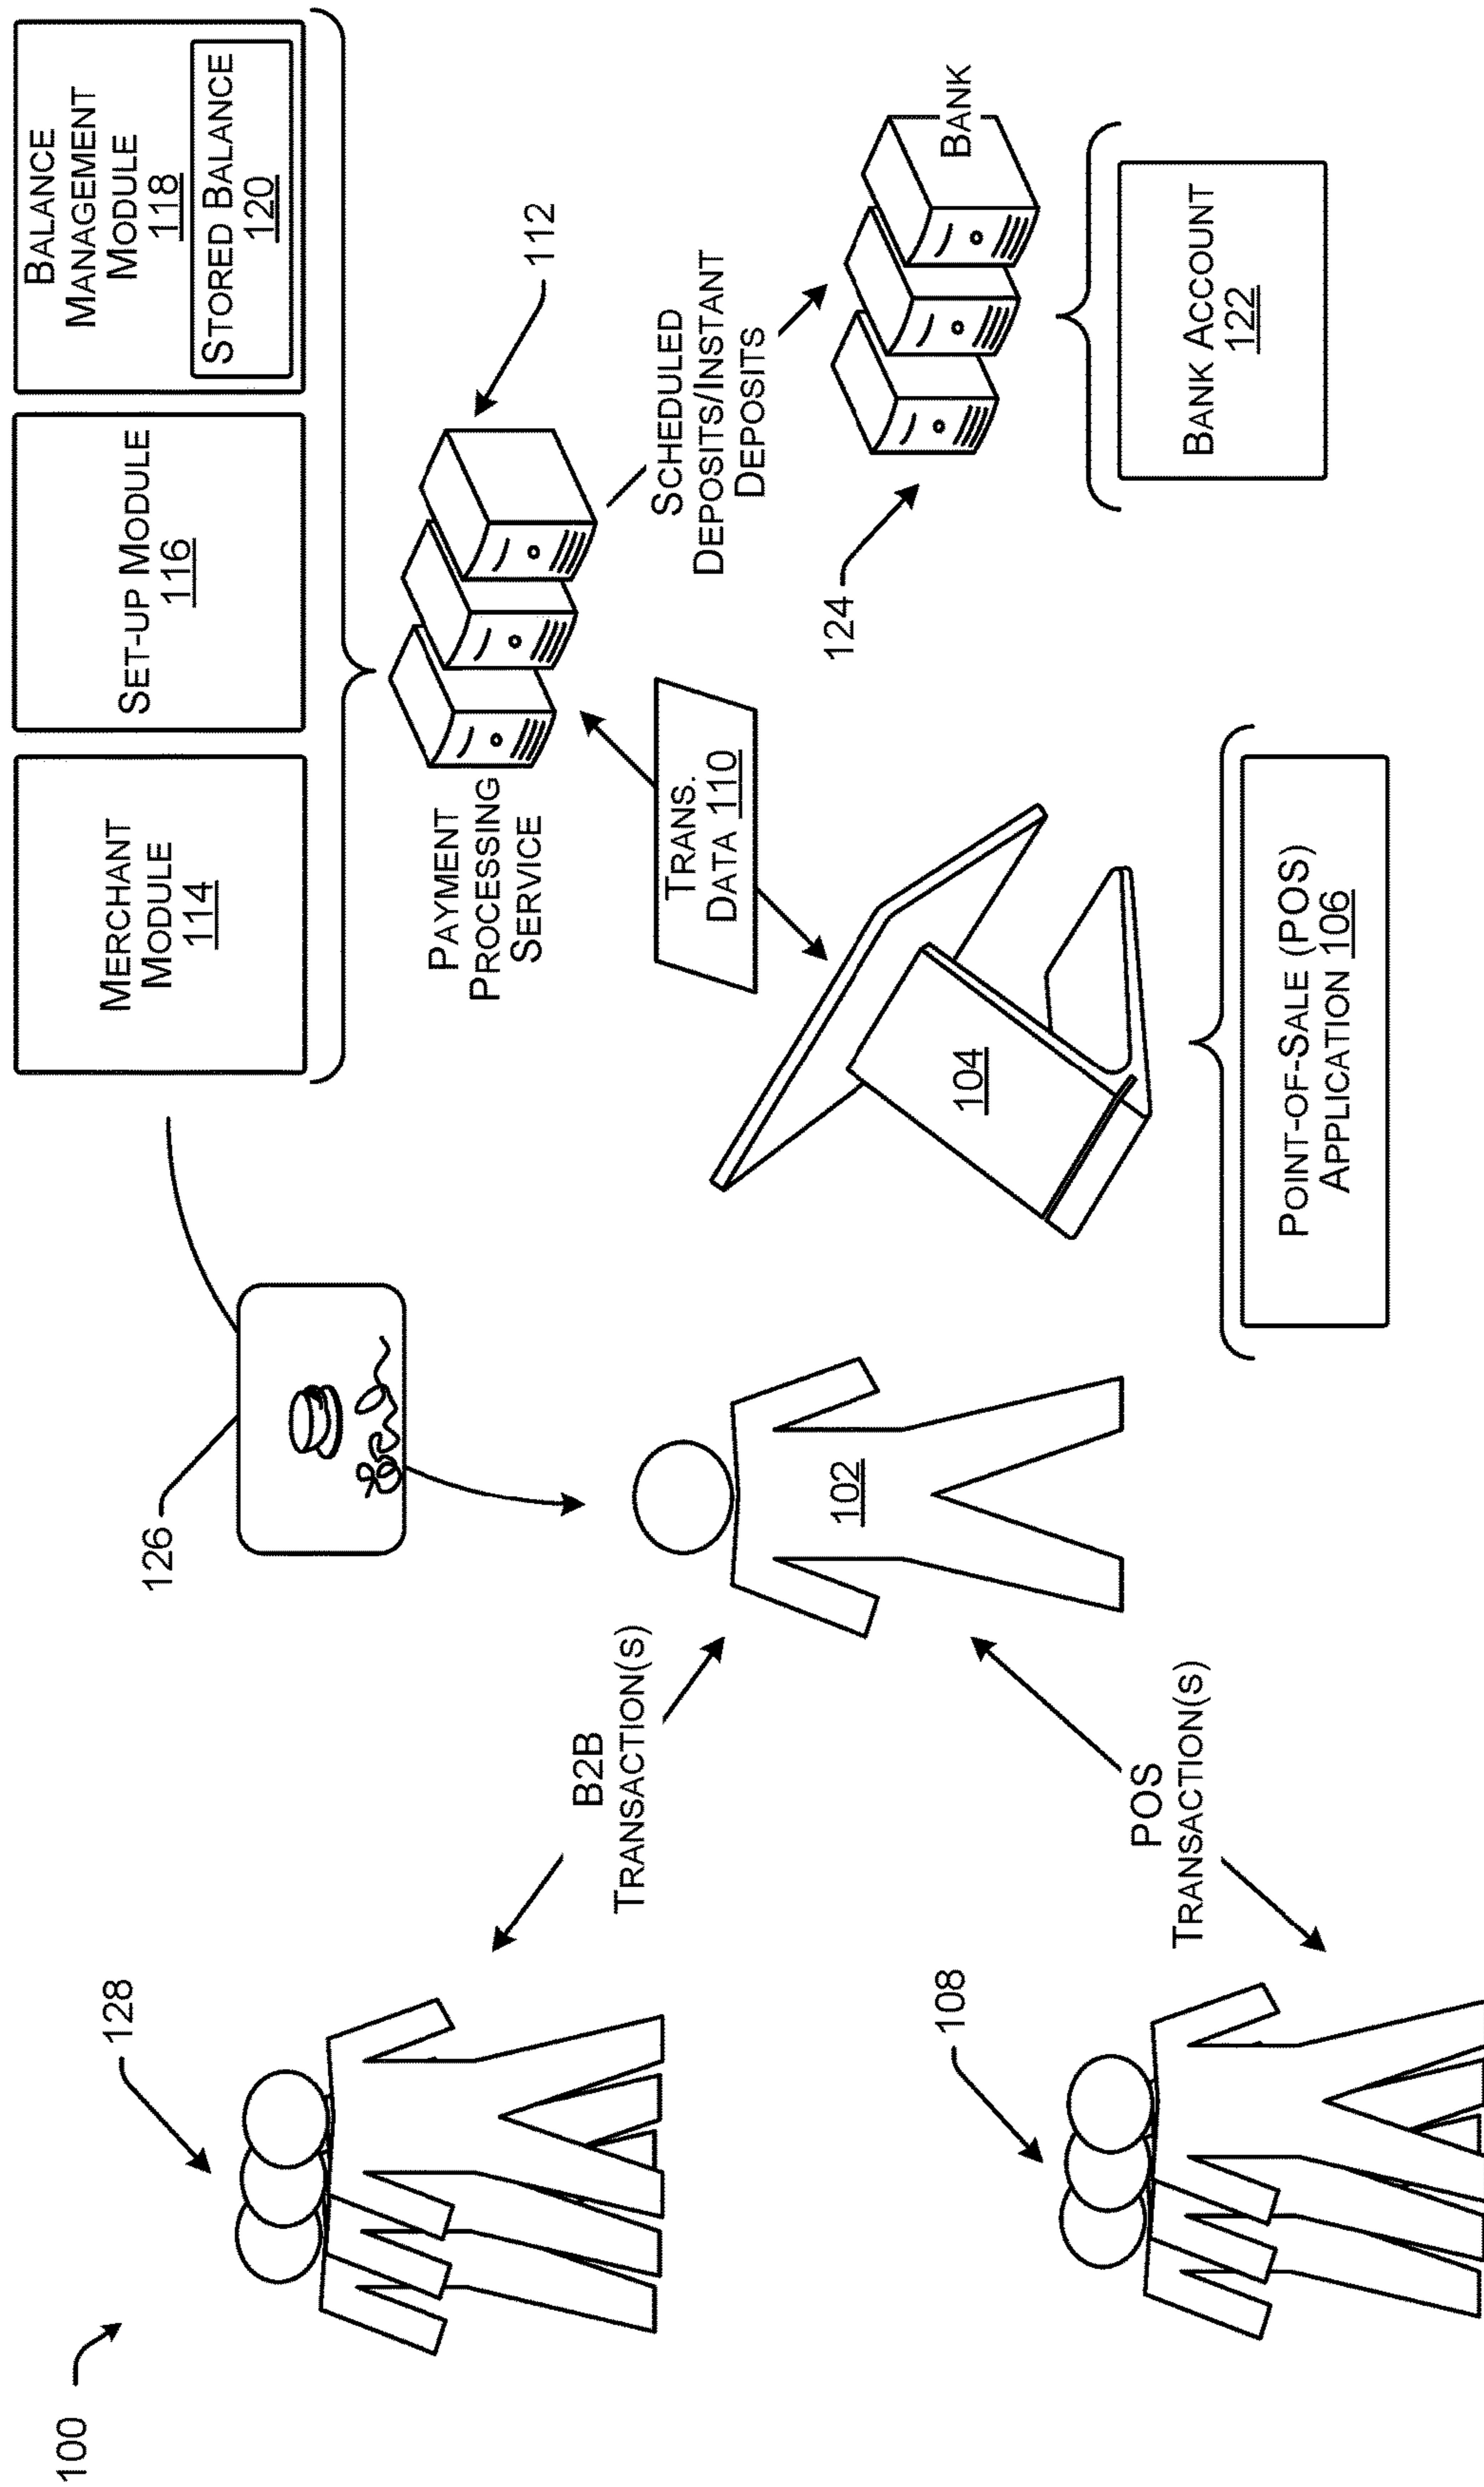 100
128
126
MERCHANT
MODULE
114
SET-UP MODULE
116
BALANCE
MANAGEMENT
MODULE
118
STORED BALANCE
120
PAYMENT
PROCESSING
SERVICE
112
B2B
TRANSACTION(S)
102
TRANS.
DATA 110
SCHEDULED
DEPOSITS/INSTANT
DEPOSITS
124
BANK
104
108
POS
TRANSACTION(S)
POINT-OF-SALE (POS)
APPLICATION 106
BANK ACCOUNT
122